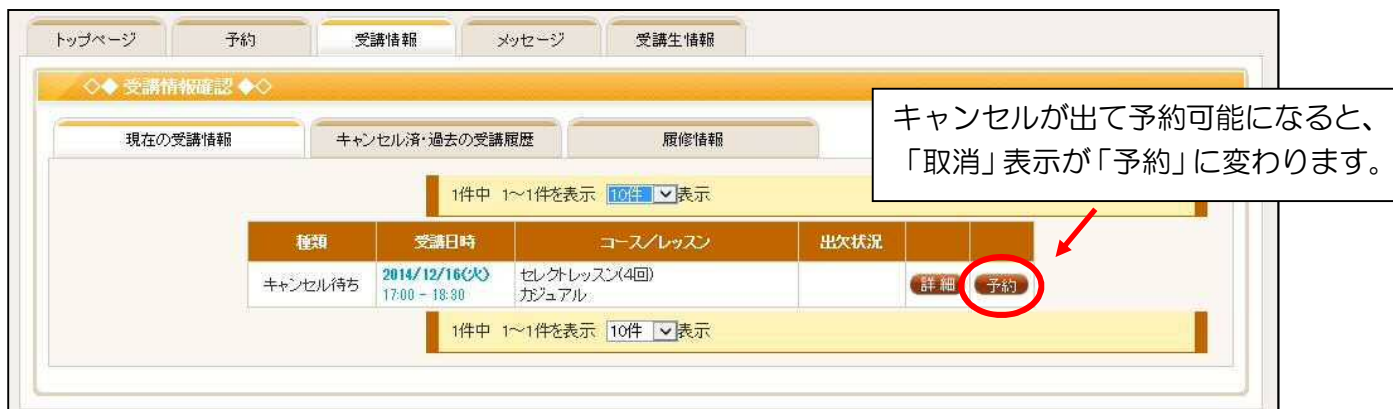 トップページ 予約 受講情報 メッセージ 受講生情報
◇◆ 受講情報確認 ◆◇
キャンセルが出て予約可能になると、
「取消」表示が「予約」に変わります。
現在の受講情報 キャンセル済・過去の受講履歴 履修情報
1件中 1～1件を表示 10件 表示
種類 受講日時 コース／レッスン 出欠状況
キャンセル待ち 2014/12/16(火) セレクトレッスン(4回) 詳細 予約
17:00 - 18:30 カジュアル
1件中 1～1件を表示 10件 表示